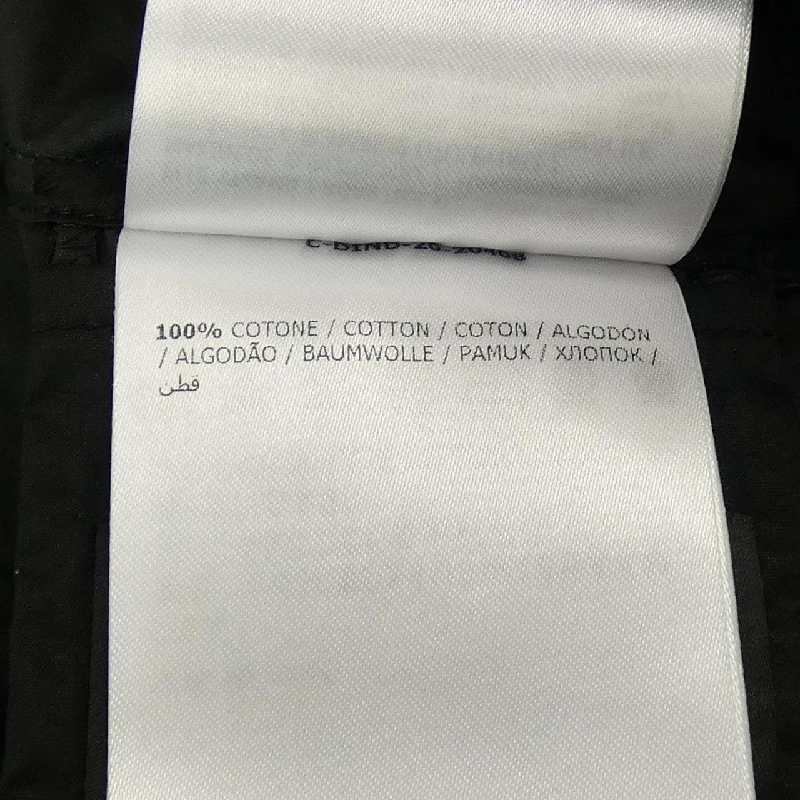 100% COTONE / COTTON / COTON / ALGODON
/ ALGODÃO / BAUMWOLLE / PAMUK / ХЛОПОК /
قطن